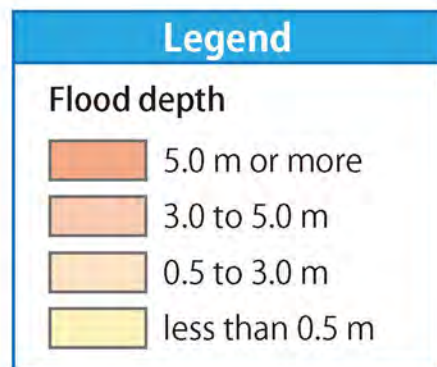 Legend
Flood depth
5.0 m or more
3.0 to 5.0 m
0.5 to 3.0 m
less than 0.5 m